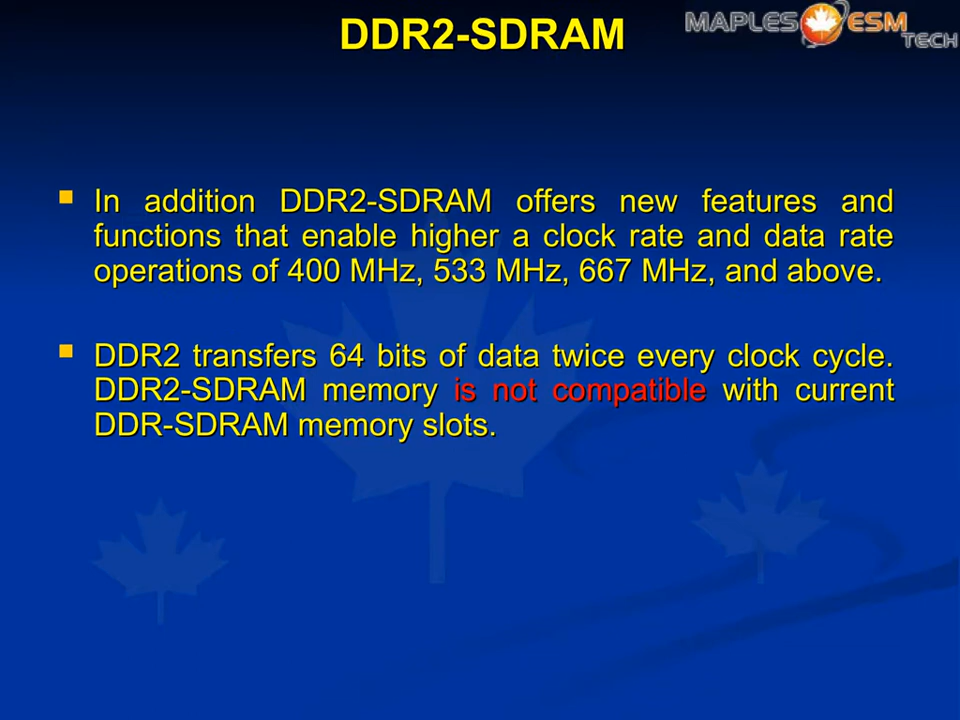 DDR2-SDRAM
MAPLES ESM
TECH
In addition DDR2-SDRAM offers new features and
functions that enable higher a clock rate and data rate
operations of 400 MHz, 533 MHz, 667 MHz, and above.
DDR2 transfers 64 bits of data twice every clock cycle.
DDR2-SDRAM memory is not compatible with current
DDR-SDRAM memory slots.